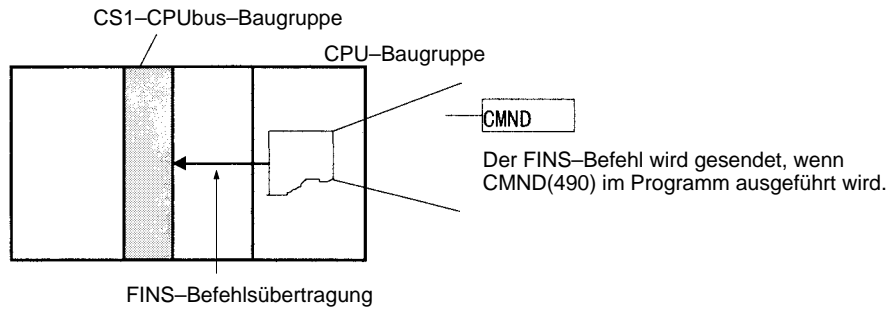 CS1–CPUbus–Baugruppe
CPU–Baugruppe
CMND
Der FINS–Befehl wird gesendet, wenn
CMND(490) im Programm ausgeführt wird.
FINS–Befehlsübertragung